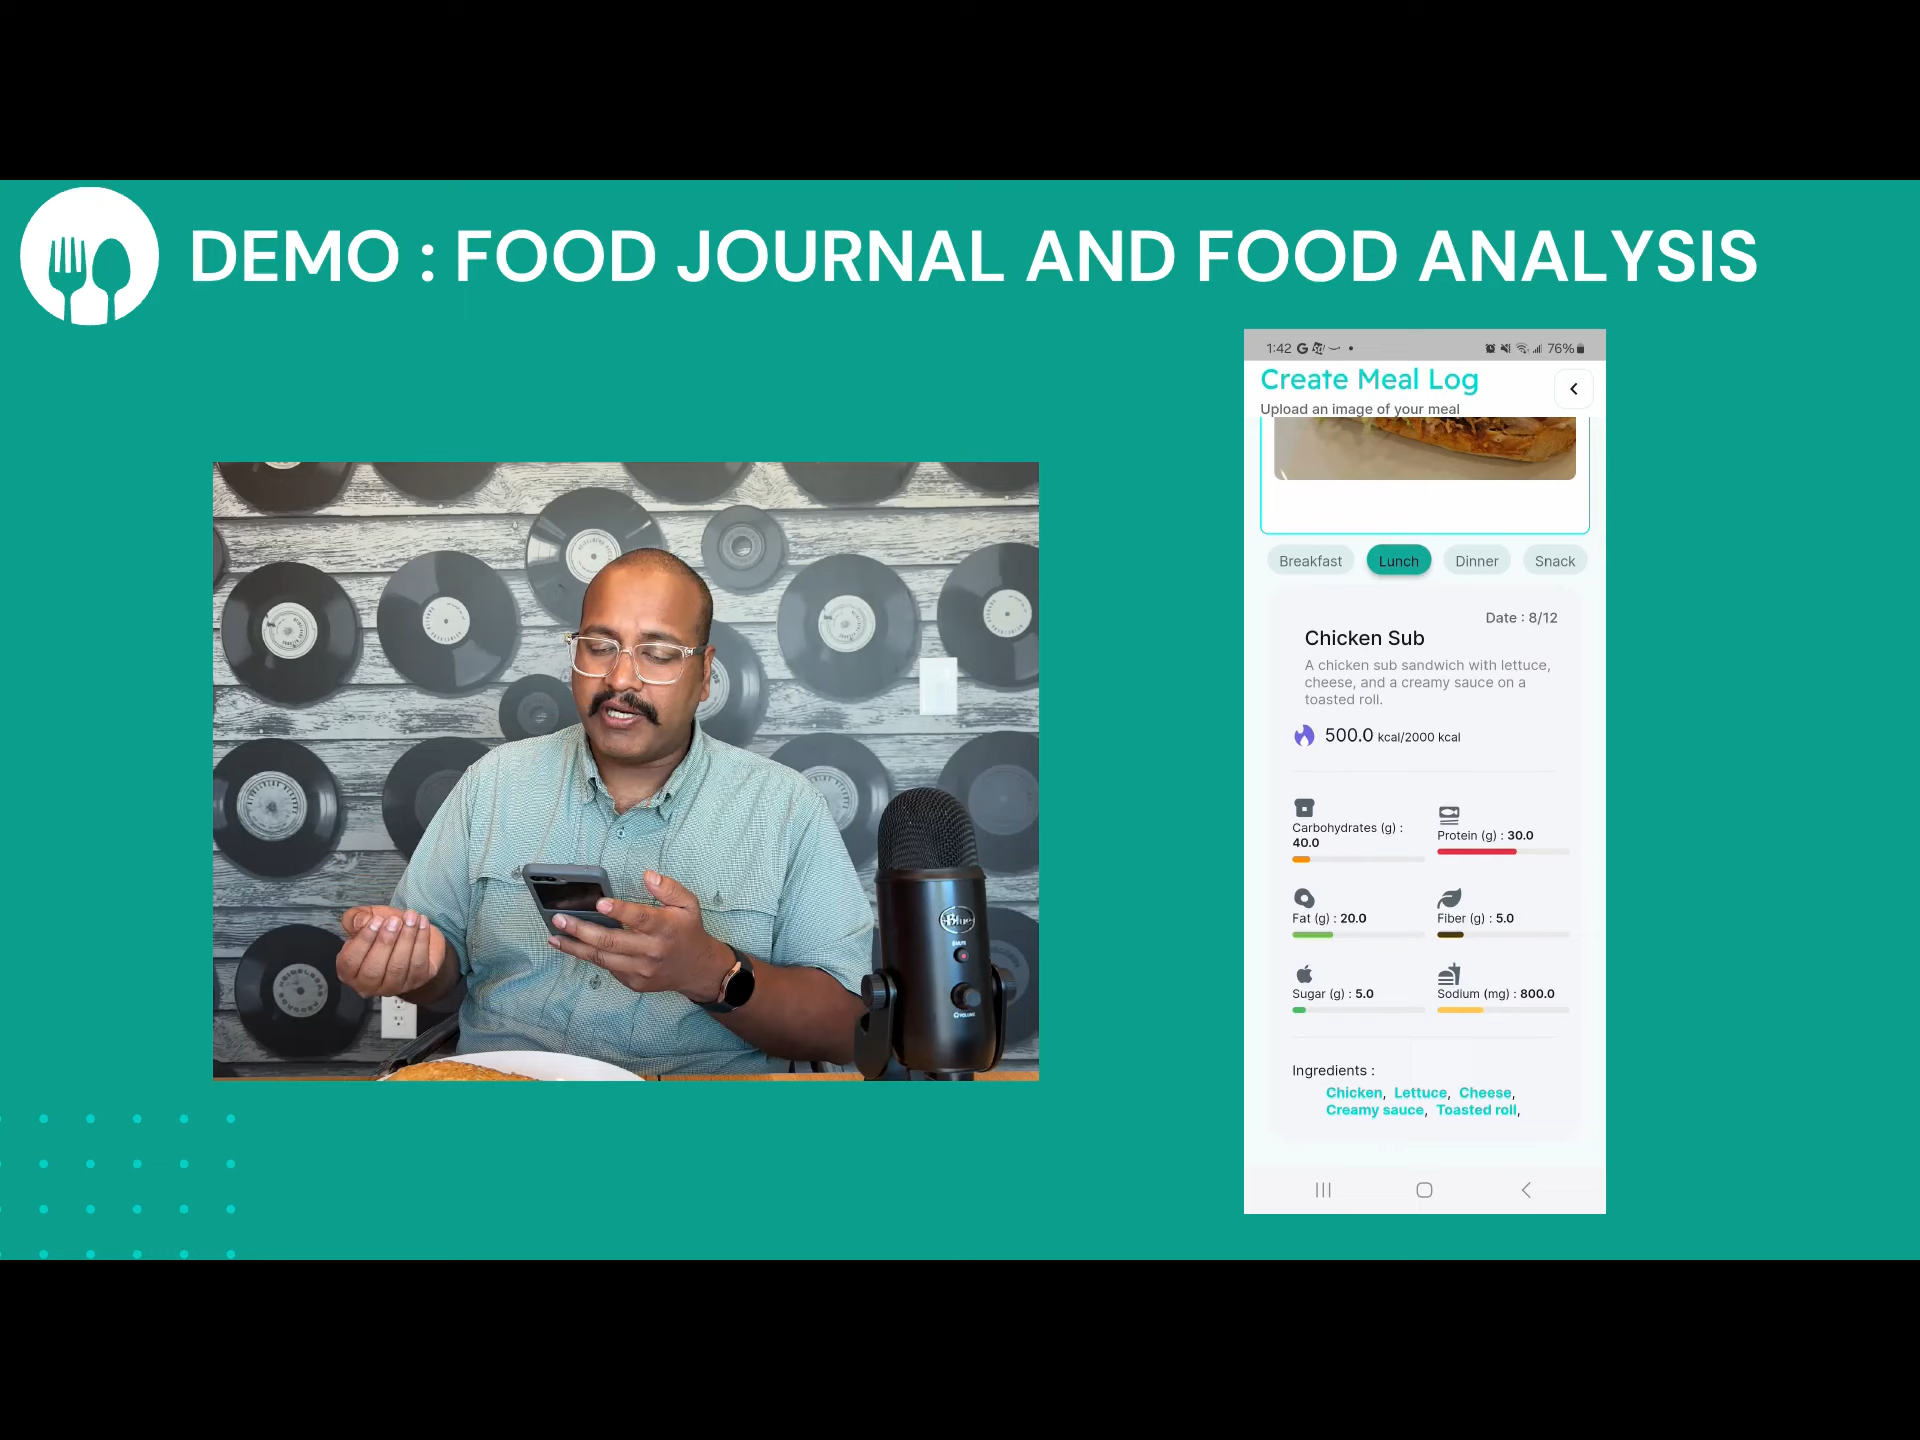 DEMO : FOOD JOURNAL AND FOOD ANALYSIS
1:42
76%
Create Meal Log
Upload an image of your meal
Breakfast
Lunch
Dinner
Snack
Date : 8/12
Chicken Sub
A chicken sub sandwich with lettuce,
cheese, and a creamy sauce on a
toasted roll.
500.0 kcal/2000 kcal
Carbohydrates (g) :
40.0
Protein (g) : 30.0
Fat (g) : 20.0
Fiber (g) : 5.0
Sugar (g) : 5.0
Sodium (mg) : 800.0
Ingredients :
Chicken, Lettuce, Cheese,
Creamy sauce, Toasted roll,
Blue
VOLUME